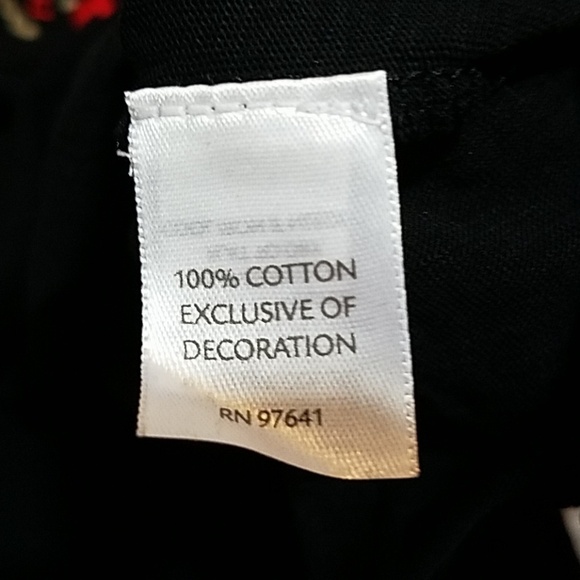 100% COTTON
EXCLUSIVE OF
DECORATION
RN 97641